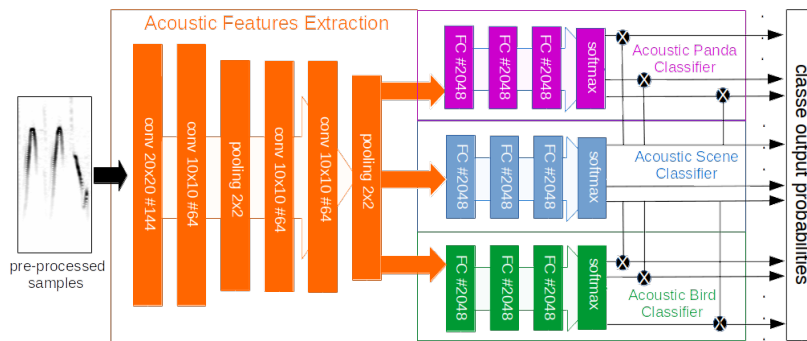 Acoustic Features Extraction
pre-processed
samples
conv 20x20 #144
conv 10x10 #64
pooling 2x2
conv 10x10 #64
conv 10x10 #64
pooling 2x2
FC #2048
FC #2048
FC #2048
softmax
Acoustic Panda
Classifier
FC #2048
FC #2048
FC #2048
softmax
Acoustic Scene
Classifier
FC #2048
FC #2048
FC #2048
softmax
Acoustic Bird
Classifier
classe output probabilities